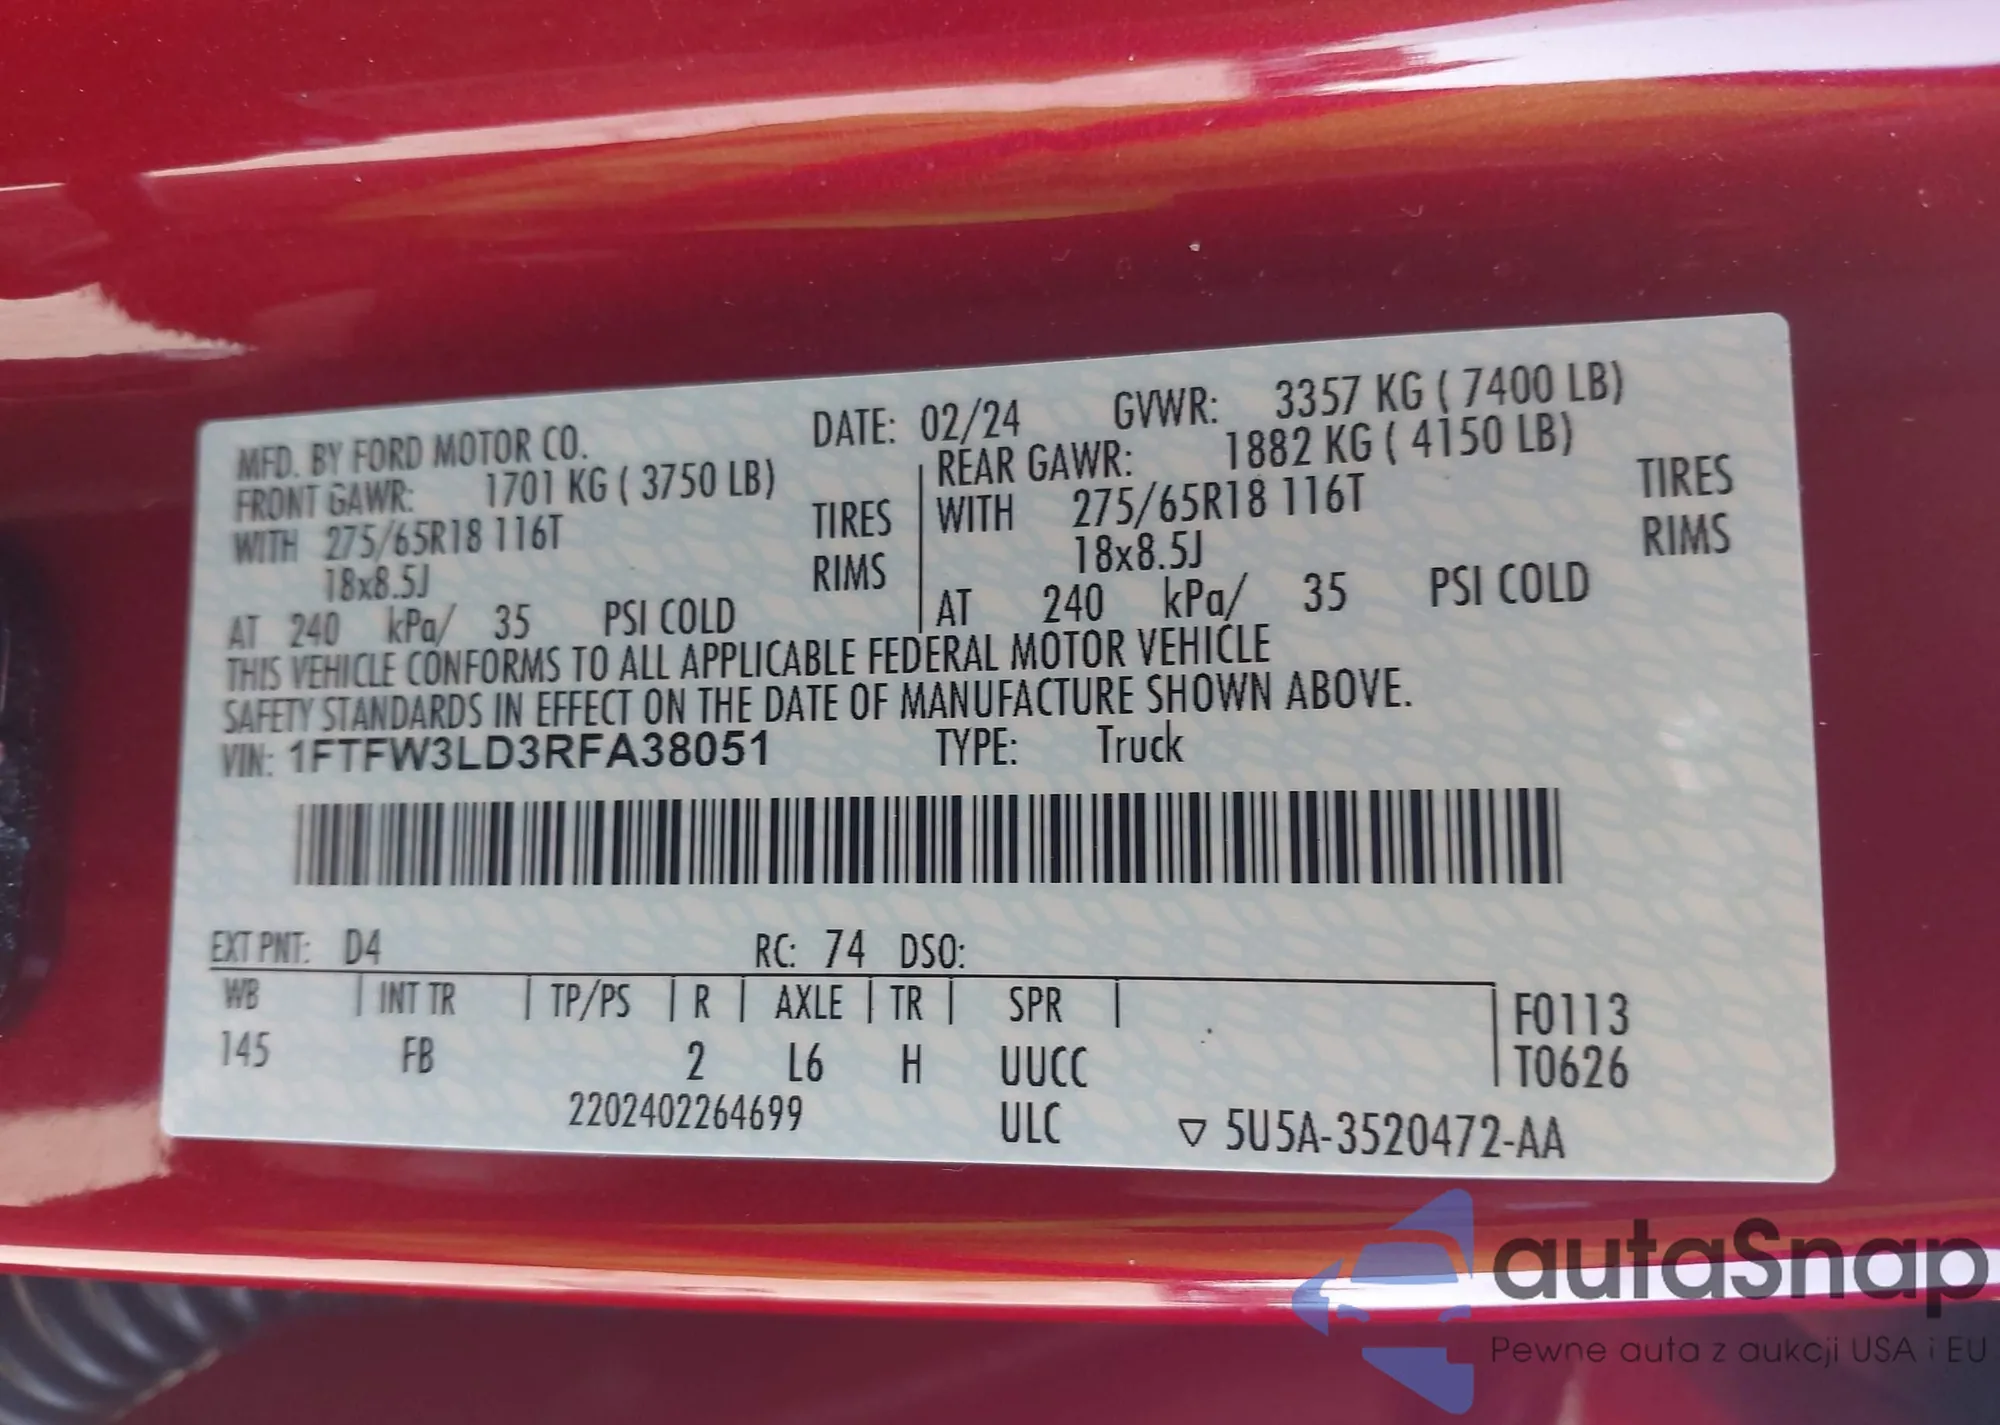 MFD. BY FORD MOTOR CO. DATE: 02/24 GVWR: 3357 KG ( 7400 LB)
FRONT GAWR: 1701 KG ( 3750 LB) REAR GAWR: 1882 KG ( 4150 LB)
WITH 275/65R18 116T TIRES WITH 275/65R18 116T TIRES
18x8.5J RIMS 18x8.5J RIMS
AT 240 kPa/ 35 PSI COLD AT 240 kPa/ 35 PSI COLD
THIS VEHICLE CONFORMS TO ALL APPLICABLE FEDERAL MOTOR VEHICLE
SAFETY STANDARDS IN EFFECT ON THE DATE OF MANUFACTURE SHOWN ABOVE.
VIN: 1FTFW3LD3RFA38051 TYPE: Truck
EXT PNT: D4 RC: 74 DSO:
WB INT TR TP/PS R AXLE TR SPR F0113
145 FB 2 L6 H UUCC T0626
2202402264699 ULC ▽ 5U5A-3520472-AA
autaSnap
Pewne auta z aukcji USA i EU